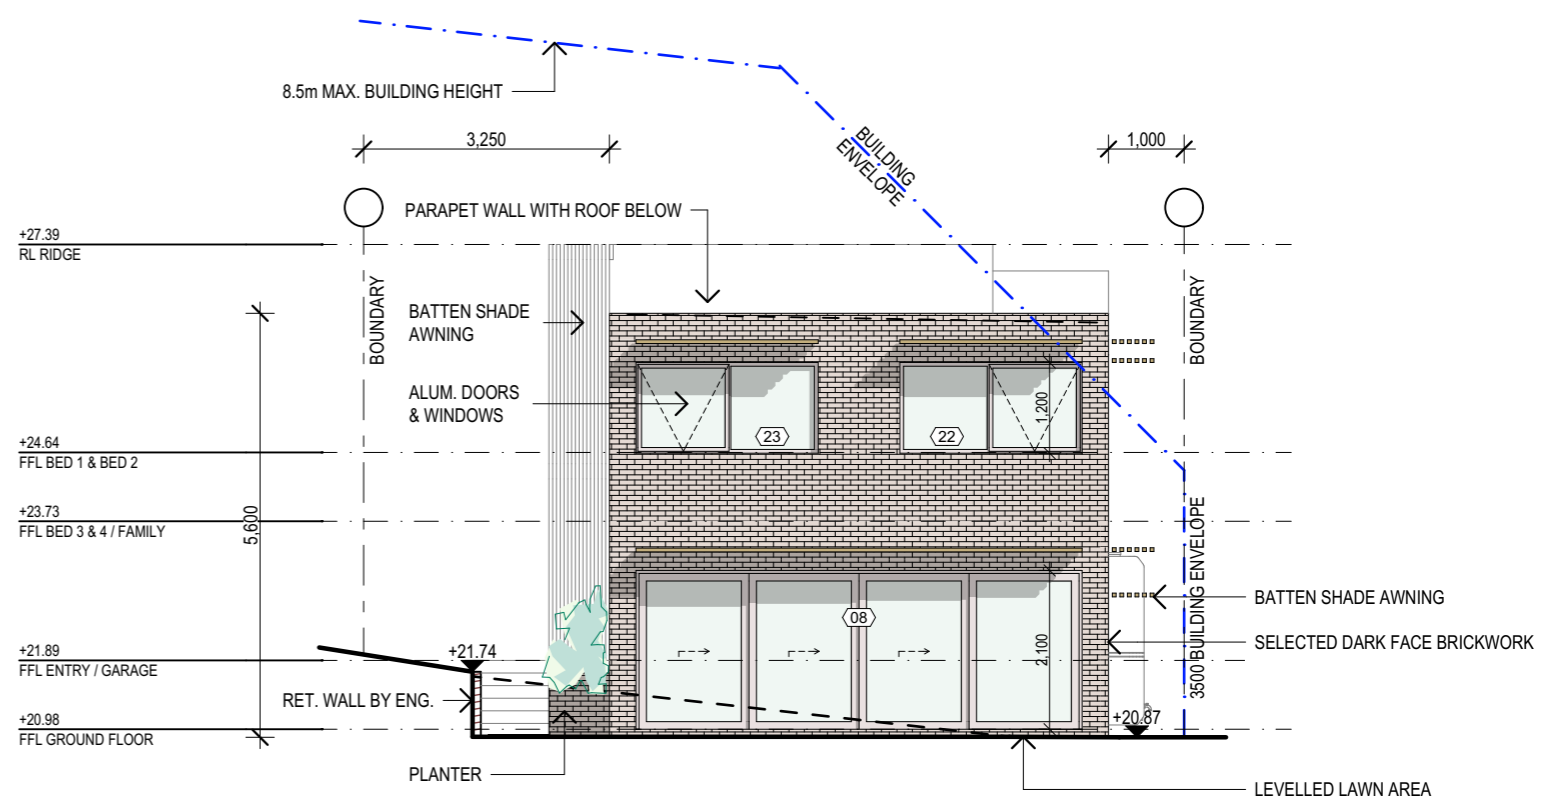 8.5m MAX. BUILDING HEIGHT
3,250
1,000
BUILDING
ENVELOPE
PARAPET WALL WITH ROOF BELOW
+27.39
RL RIDGE
BOUNDARY
BOUNDARY
BATTEN SHADE
AWNING
ALUM. DOORS
& WINDOWS
1,200
23
22
+24.64
FFL BED 1 & BED 2
+23.73
FFL BED 3 & 4 / FAMILY
5,600
3500 BUILDING ENVELOPE
BATTEN SHADE AWNING
08
SELECTED DARK FACE BRICKWORK
2,100
+21.74
+21.89
FFL ENTRY / GARAGE
RET. WALL BY ENG.
+20.87
+20.98
FFL GROUND FLOOR
PLANTER
LEVELLED LAWN AREA